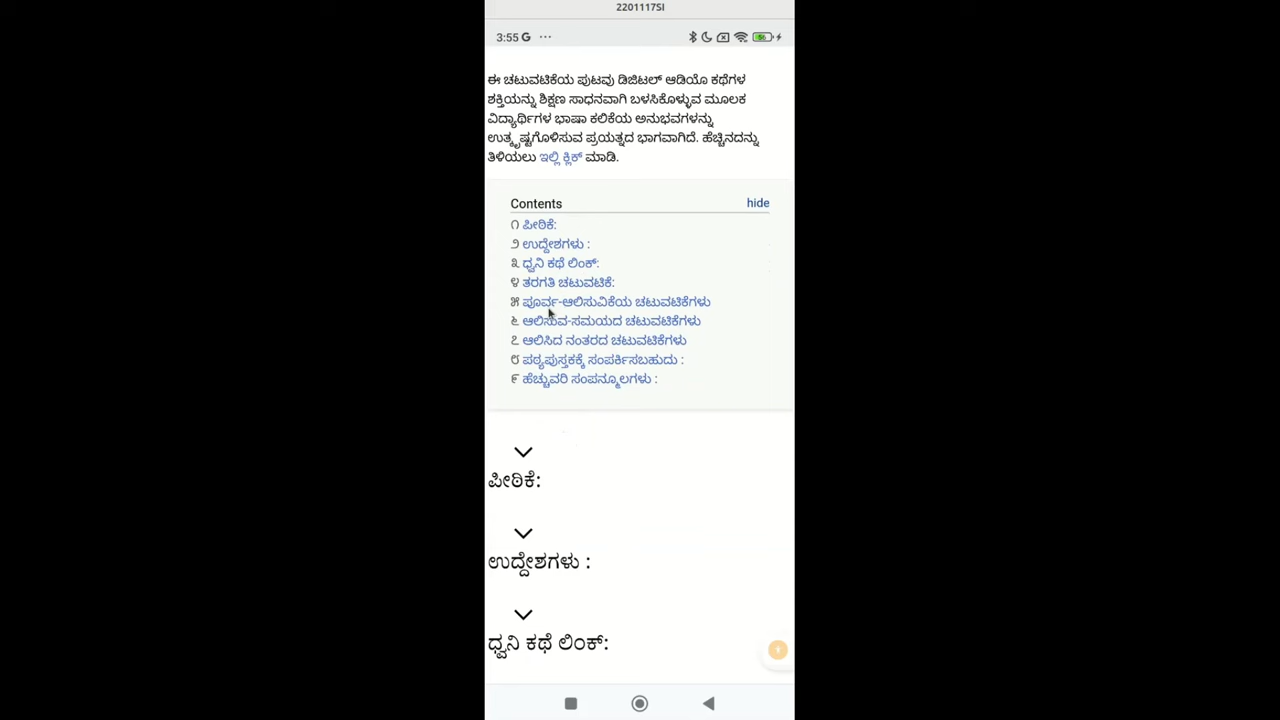 2201117SI
3:55 G ...
ಈ ಚಟುವಟಿಕೆಯ ಪುಟವು ಡಿಜಿಟಲ್ ಆಡಿಯೊ ಕಥೆಗಳ
ಶಕ್ತಿಯನ್ನು ಶಿಕ್ಷಣ ಸಾಧನವಾಗಿ ಬಳಸಿಕೊಳ್ಳುವ ಮೂಲಕ
ವಿದ್ಯಾರ್ಥಿಗಳ ಭಾಷಾ ಕಲಿಕೆಯ ಅನುಭವಗಳನ್ನು
ಉತ್ಕೃಷ್ಟಗೊಳಿಸುವ ಪ್ರಯತ್ನದ ಭಾಗವಾಗಿದೆ. ಹೆಚ್ಚಿನದನ್ನು
ತಿಳಿಯಲು ಇಲ್ಲಿ ಕ್ಲಿಕ್ ಮಾಡಿ.
Contents hide
೧ ಪೀಠಿಕೆ:
೨ ಉದ್ದೇಶಗಳು :
೩ ಧ್ವನಿ ಕಥೆ ಲಿಂಕ್:
೪ ತರಗತಿ ಚಟುವಟಿಕೆ:
೫ ಪೂರ್ವ-ಆಲಿಸುವಿಕೆಯ ಚಟುವಟಿಕೆಗಳು
೬ ಆಲಿಸುವ-ಸಮಯದ ಚಟುವಟಿಕೆಗಳು
೭ ಆಲಿಸಿದ ನಂತರದ ಚಟುವಟಿಕೆಗಳು
೮ ಪಠ್ಯಪುಸ್ತಕಕ್ಕೆ ಸಂಪರ್ಕಿಸಬಹುದು :
೯ ಹೆಚ್ಚುವರಿ ಸಂಪನ್ಮೂಲಗಳು :
ಪೀಠಿಕೆ:
ಉದ್ದೇಶಗಳು :
ಧ್ವನಿ ಕಥೆ ಲಿಂಕ್: